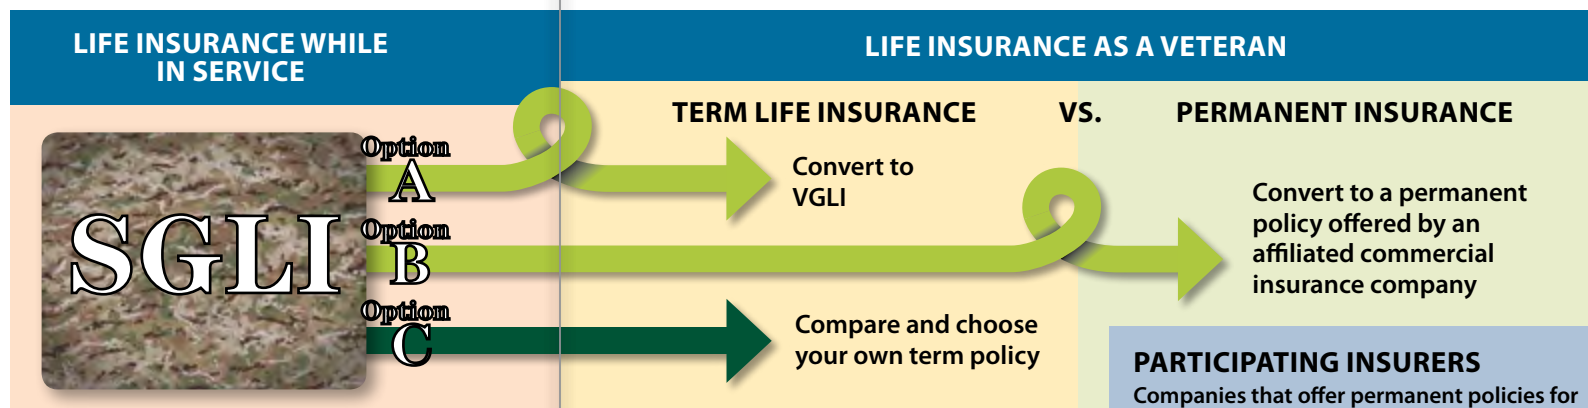 LIFE INSURANCE WHILE
IN SERVICE
LIFE INSURANCE AS A VETERAN
TERM LIFE INSURANCE
VS.
PERMANENT INSURANCE
SGLI
Option
A
Convert to
VGLI
Option
B
Convert to a permanent
policy offered by an
affiliated commercial
insurance company
Option
C
Compare and choose
your own term policy
PARTICIPATING INSURERS
Companies that offer permanent policies for